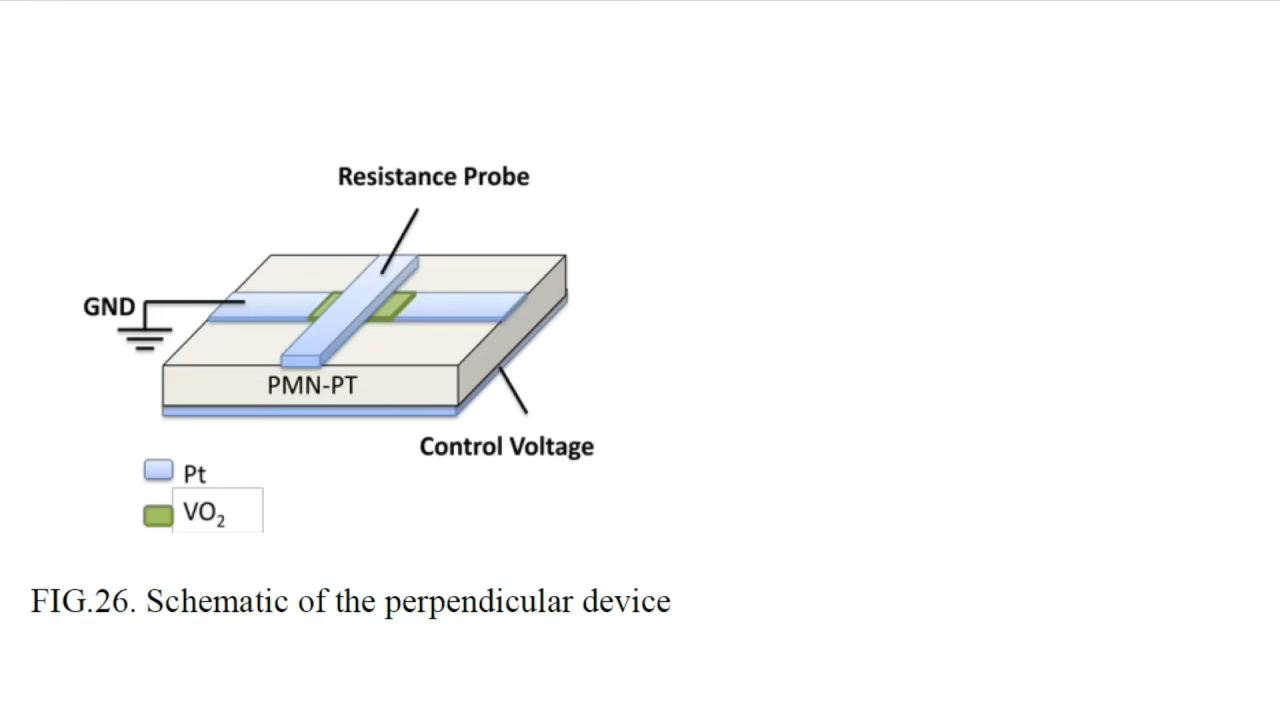 Resistance Probe
GND
PMN-PT
Control Voltage
Pt
VO₂
FIG.26. Schematic of the perpendicular device